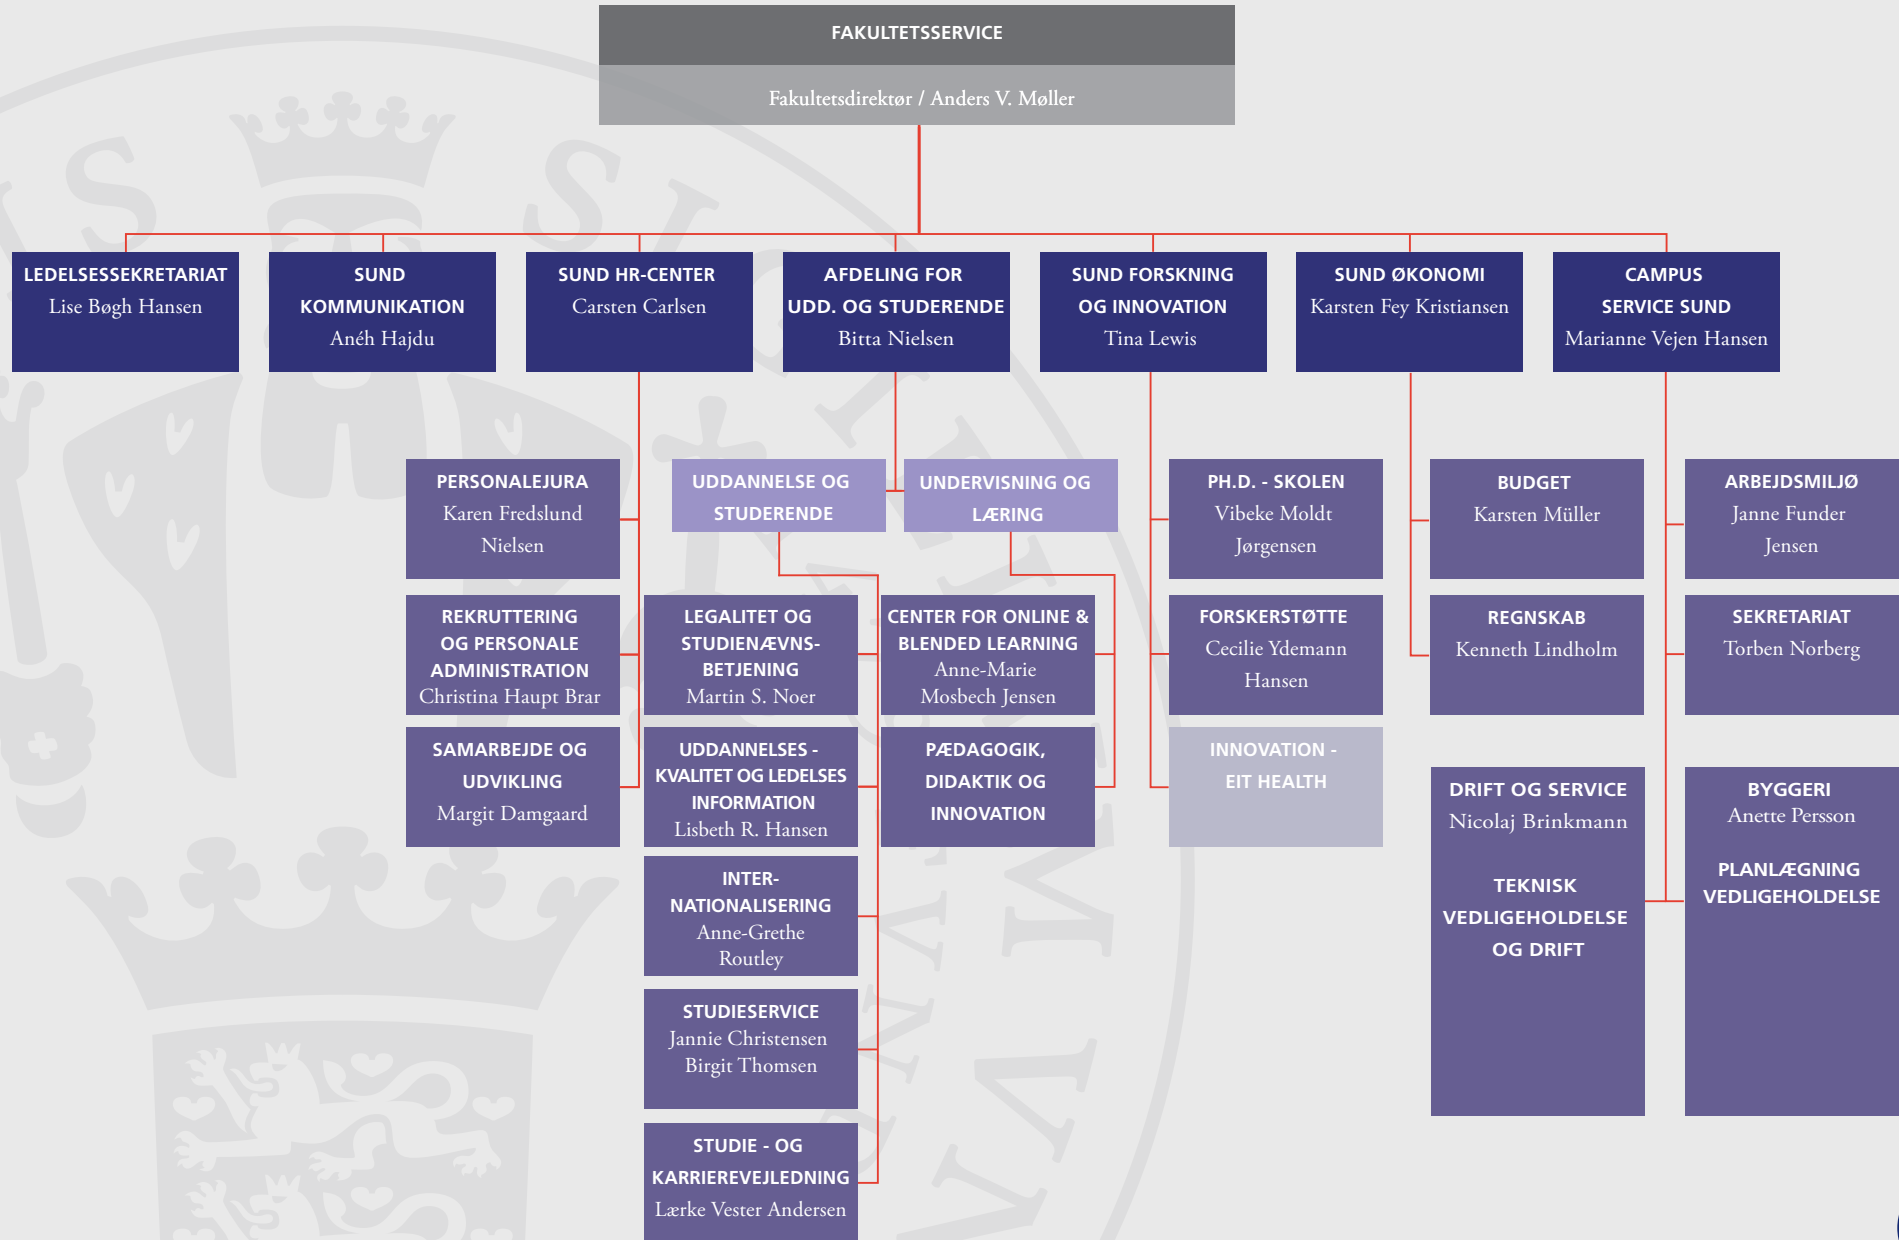 FAKULTETSSERVICE
Fakultetsdirektør / Anders V. Møller
LEDELSESSEKRETARIAT
Lise Bøgh Hansen
SUND
KOMMUNIKATION
Anéh Hajdu
SUND HR-CENTER
Carsten Carlsen
AFDELING FOR
UDD. OG STUDERENDE
Bitta Nielsen
SUND FORSKNING
OG INNOVATION
Tina Lewis
SUND ØKONOMI
Karsten Fey Kristiansen
CAMPUS
SERVICE SUND
Marianne Vejen Hansen
PERSONALEJURA
Karen Fredslund
Nielsen
REKRUTTERING
OG PERSONALE
ADMINISTRATION
Christina Haupt Brar
SAMARBEJDE OG
UDVIKLING
Margit Damgaard
UDDANNELSE OG
STUDERENDE
LEGALITET OG
STUDIENÆVNS-
BETJENING
Martin S. Noer
UDDANNELSES -
KVALITET OG LEDELSES
INFORMATION
Lisbeth R. Hansen
INTER-
NATIONALISERING
Anne-Grethe
Routley
STUDIESERVICE
Jannie Christensen
Birgit Thomsen
STUDIE - OG
KARRIEREVEJLEDNING
Lærke Vester Andersen
UNDERVISNING OG
LÆRING
CENTER FOR ONLINE &
BLENDED LEARNING
Anne-Marie
Mosbech Jensen
PÆDAGOGIK,
DIDAKTIK OG
INNOVATION
PH.D. - SKOLEN
Vibeke Moldt
Jørgensen
FORSKERSTØTTE
Cecilie Ydemann
Hansen
INNOVATION -
EIT HEALTH
BUDGET
Karsten Müller
REGNSKAB
Kenneth Lindholm
ARBEJDSMILJØ
Janne Funder
Jensen
SEKRETARIAT
Torben Norberg
DRIFT OG SERVICE
Nicolaj Brinkmann
TEKNISK
VEDLIGEHOLDELSE
OG DRIFT
BYGGERI
Anette Persson
PLANLÆGNING
VEDLIGEHOLDELSE